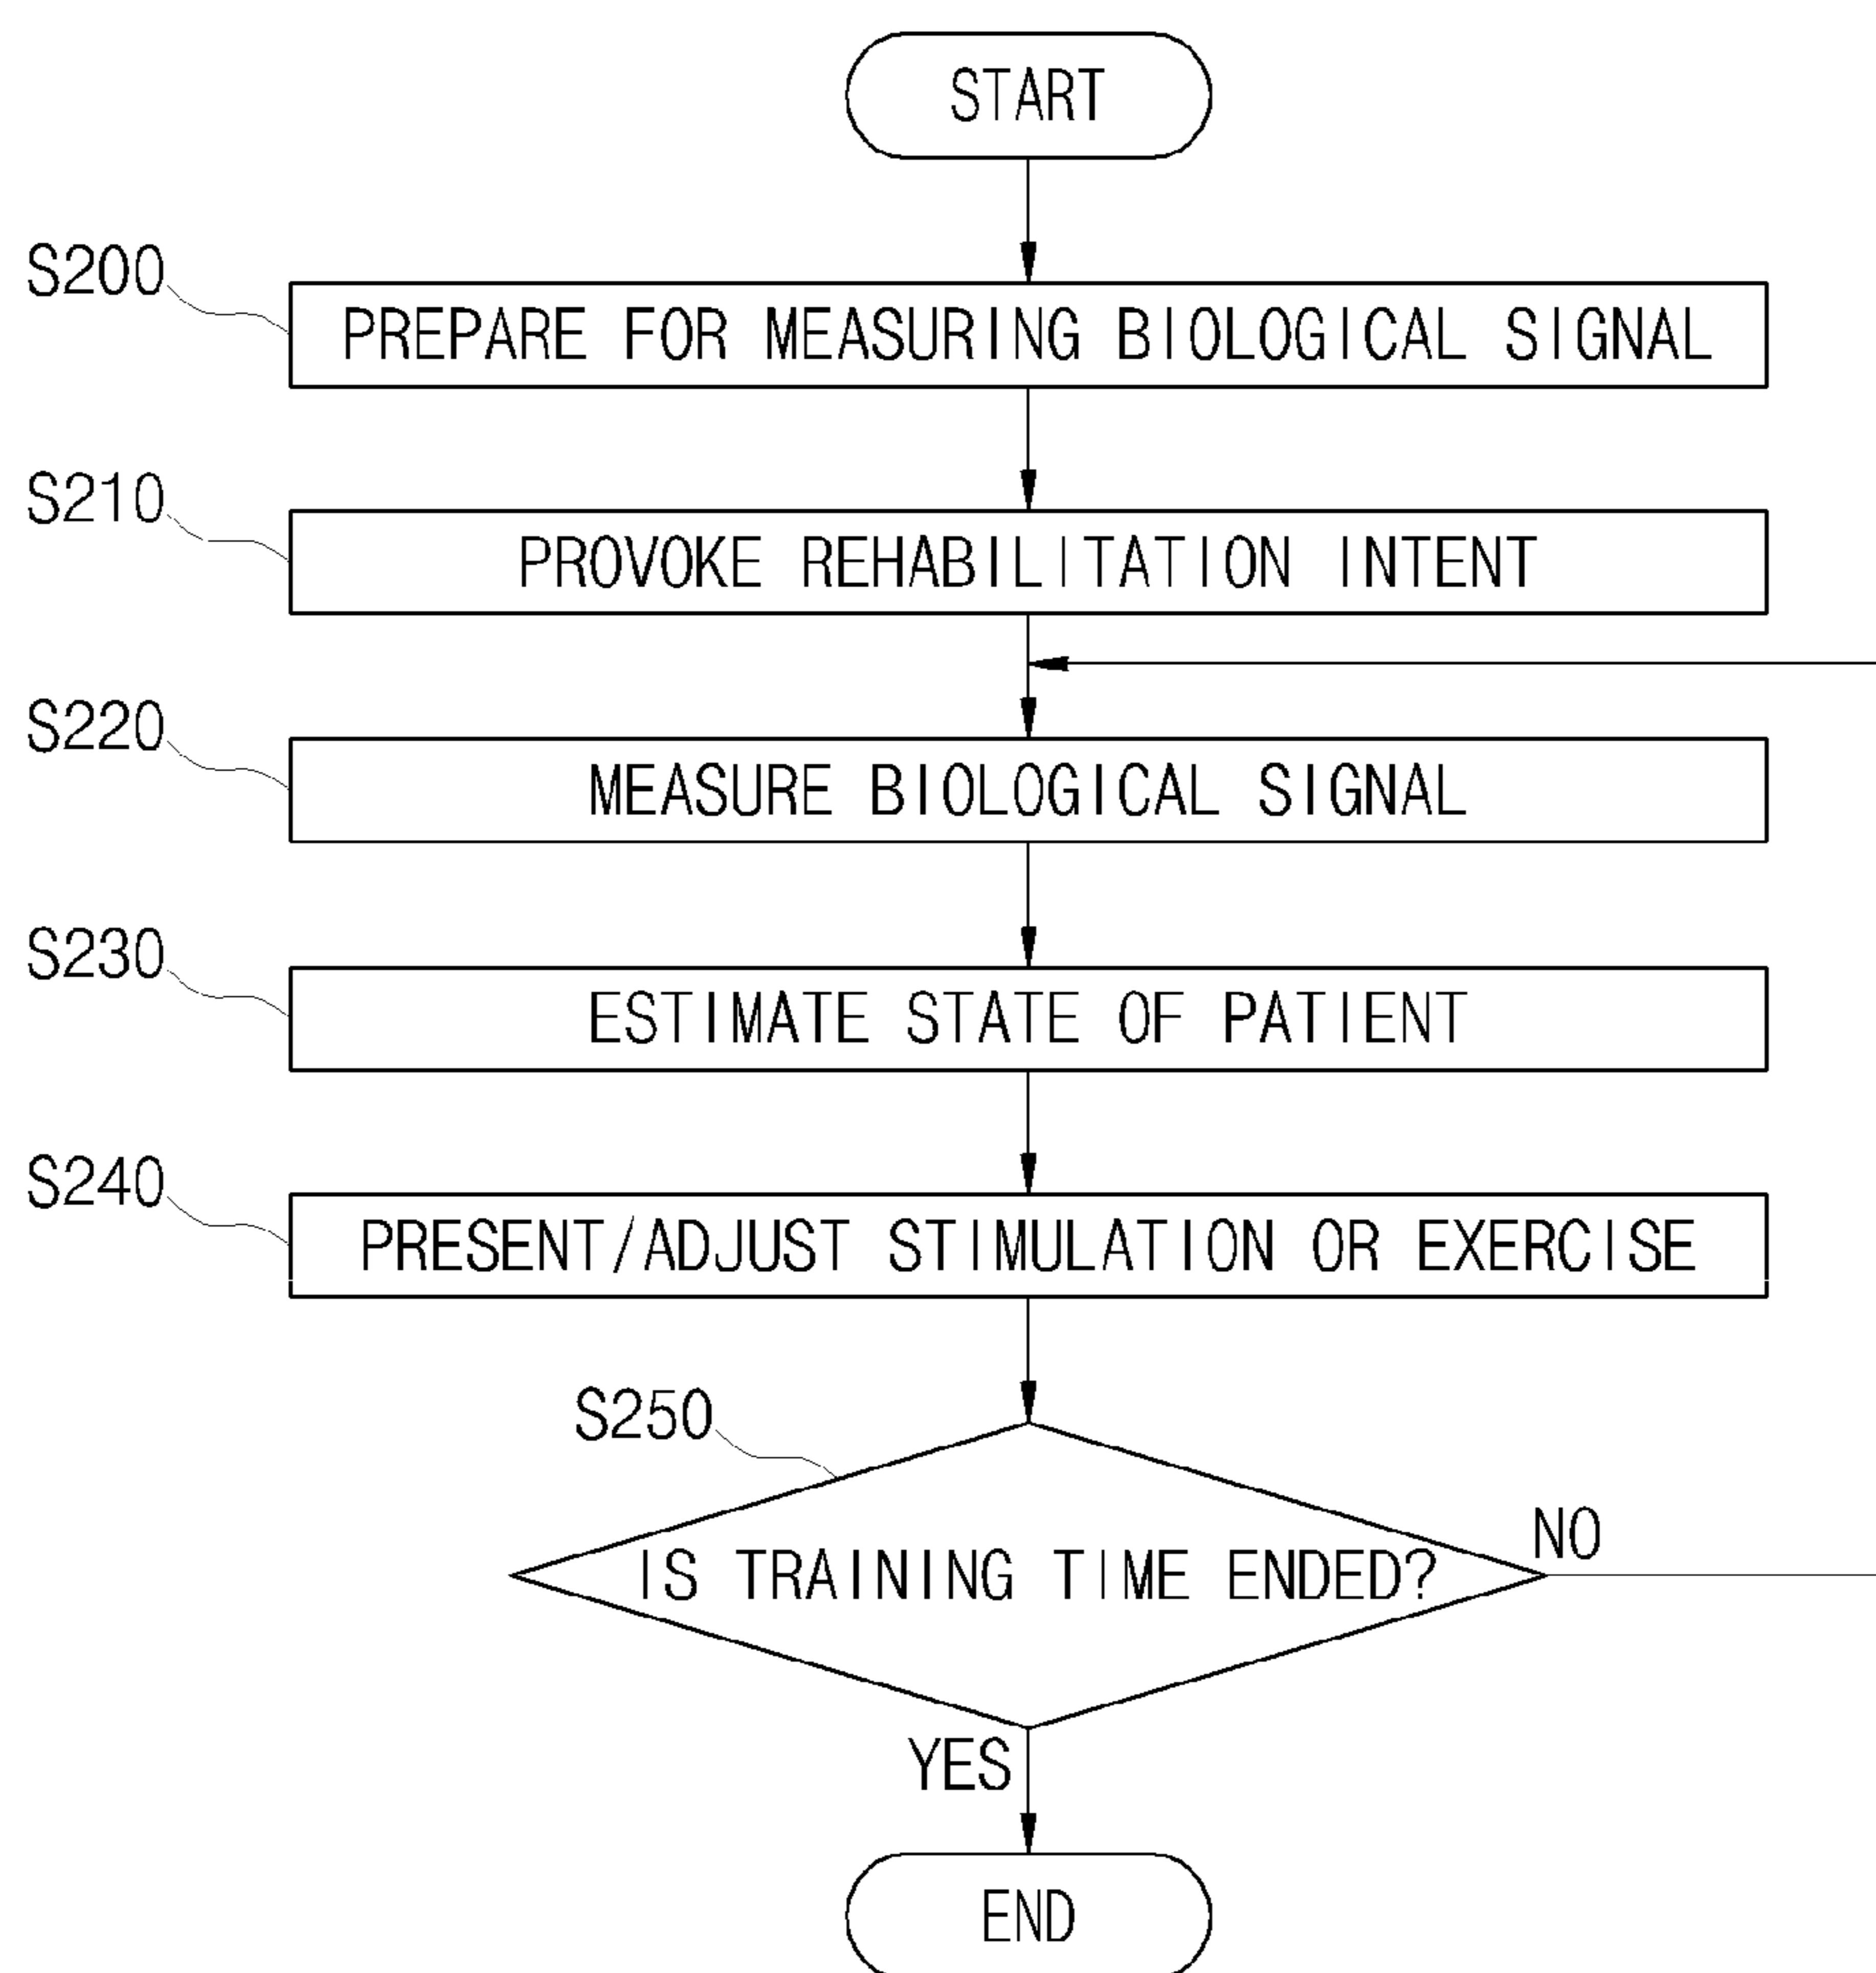 START
S200
PREPARE FOR MEASURING BIOLOGICAL SIGNAL
S210
PROVOKE REHABILITATION INTENT
S220
MEASURE BIOLOGICAL SIGNAL
S230
ESTIMATE STATE OF PATIENT
S240
PRESENT/ADJUST STIMULATION OR EXERCISE
S250
IS TRAINING TIME ENDED?
NO
YES
END